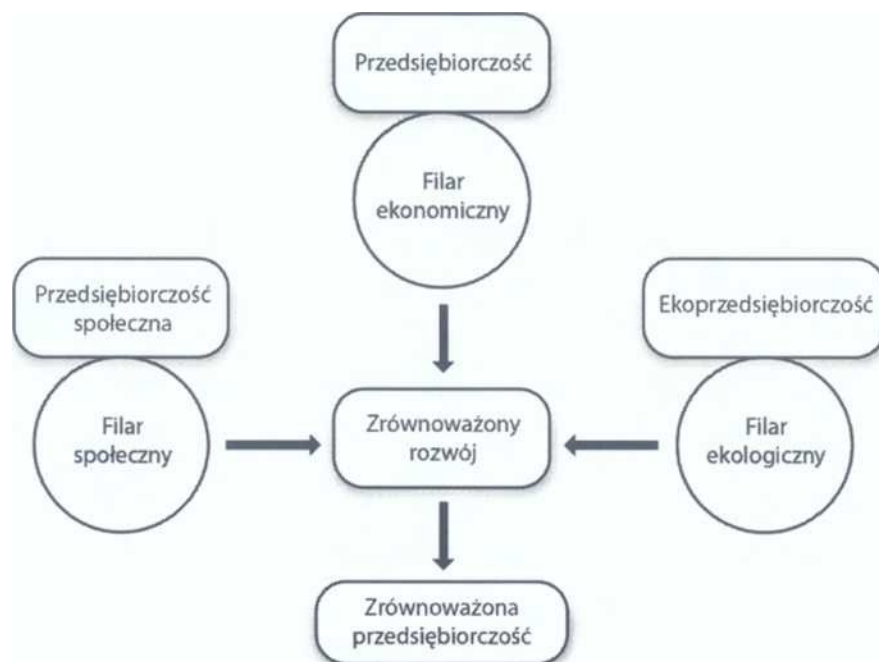 Przedsiębiorczość
Filar
ekonomiczny
Przedsiębiorczość
społeczna
Ekoprzedsiębiorczość
Filar
społeczny
Zrównoważony
rozwój
Filar
ekologiczny
Zrównoważona
przedsiębiorczość